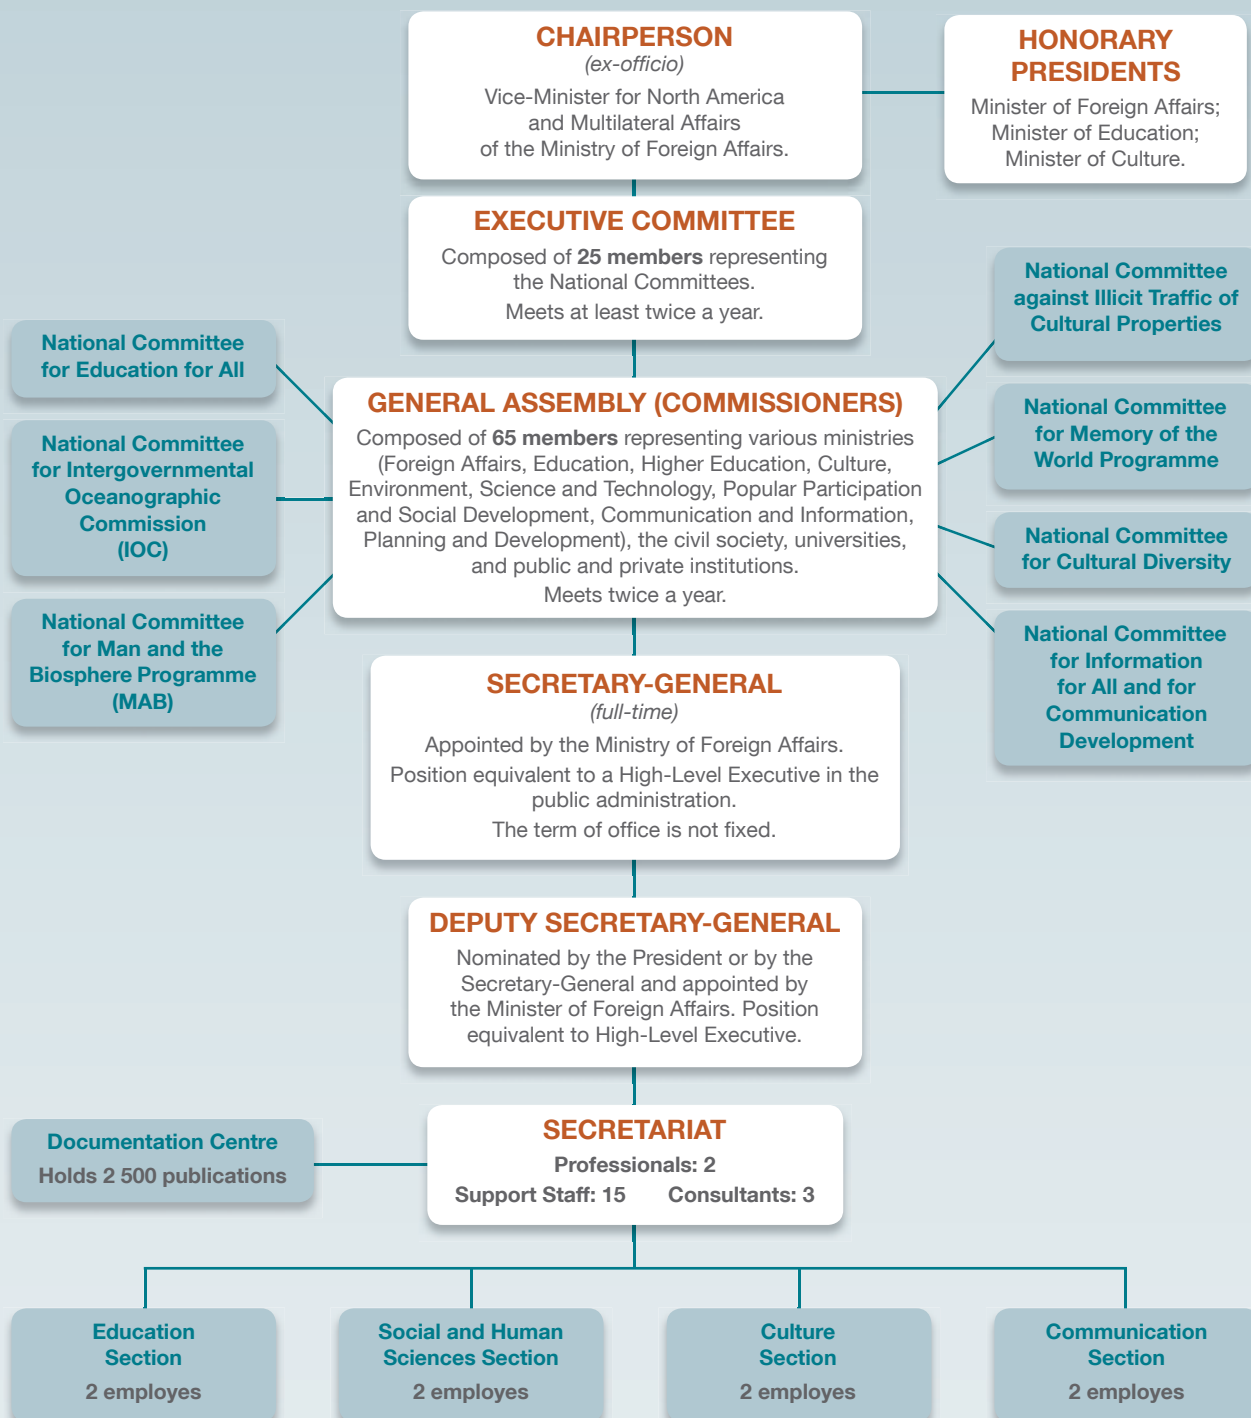 CHAIRPERSON
(ex-officio)
Vice-Minister for North America
and Multilateral Affairs
of the Ministry of Foreign Affairs.
HONORARY
PRESIDENTS
Minister of Foreign Affairs;
Minister of Education;
Minister of Culture.
EXECUTIVE COMMITTEE
Composed of 25 members representing
the National Committees.
Meets at least twice a year.
National Committee
for Education for All
National Committee
for Intergovernmental
Oceanographic
Commission
(IOC)
National Committee
for Man and the
Biosphere Programme
(MAB)
GENERAL ASSEMBLY (COMMISSIONERS)
Composed of 65 members representing various ministries
(Foreign Affairs, Education, Higher Education, Culture,
Environment, Science and Technology, Popular Participation
and Social Development, Communication and Information,
Planning and Development), the civil society, universities,
and public and private institutions.
Meets twice a year.
National Committee
against Illicit Traffic of
Cultural Properties
National Committee
for Memory of the
World Programme
National Committee
for Cultural Diversity
National Committee
for Information
for All and for
Communication
Development
SECRETARY-GENERAL
(full-time)
Appointed by the Ministry of Foreign Affairs.
Position equivalent to a High-Level Executive in the
public administration.
The term of office is not fixed.
DEPUTY SECRETARY-GENERAL
Nominated by the President or by the
Secretary-General and appointed by
the Minister of Foreign Affairs. Position
equivalent to High-Level Executive.
Documentation Centre
Holds 2 500 publications
SECRETARIAT
Professionals: 2
Support Staff: 15 Consultants: 3
Education
Section
2 employes
Social and Human
Sciences Section
2 employes
Culture
Section
2 employes
Communication
Section
2 employes